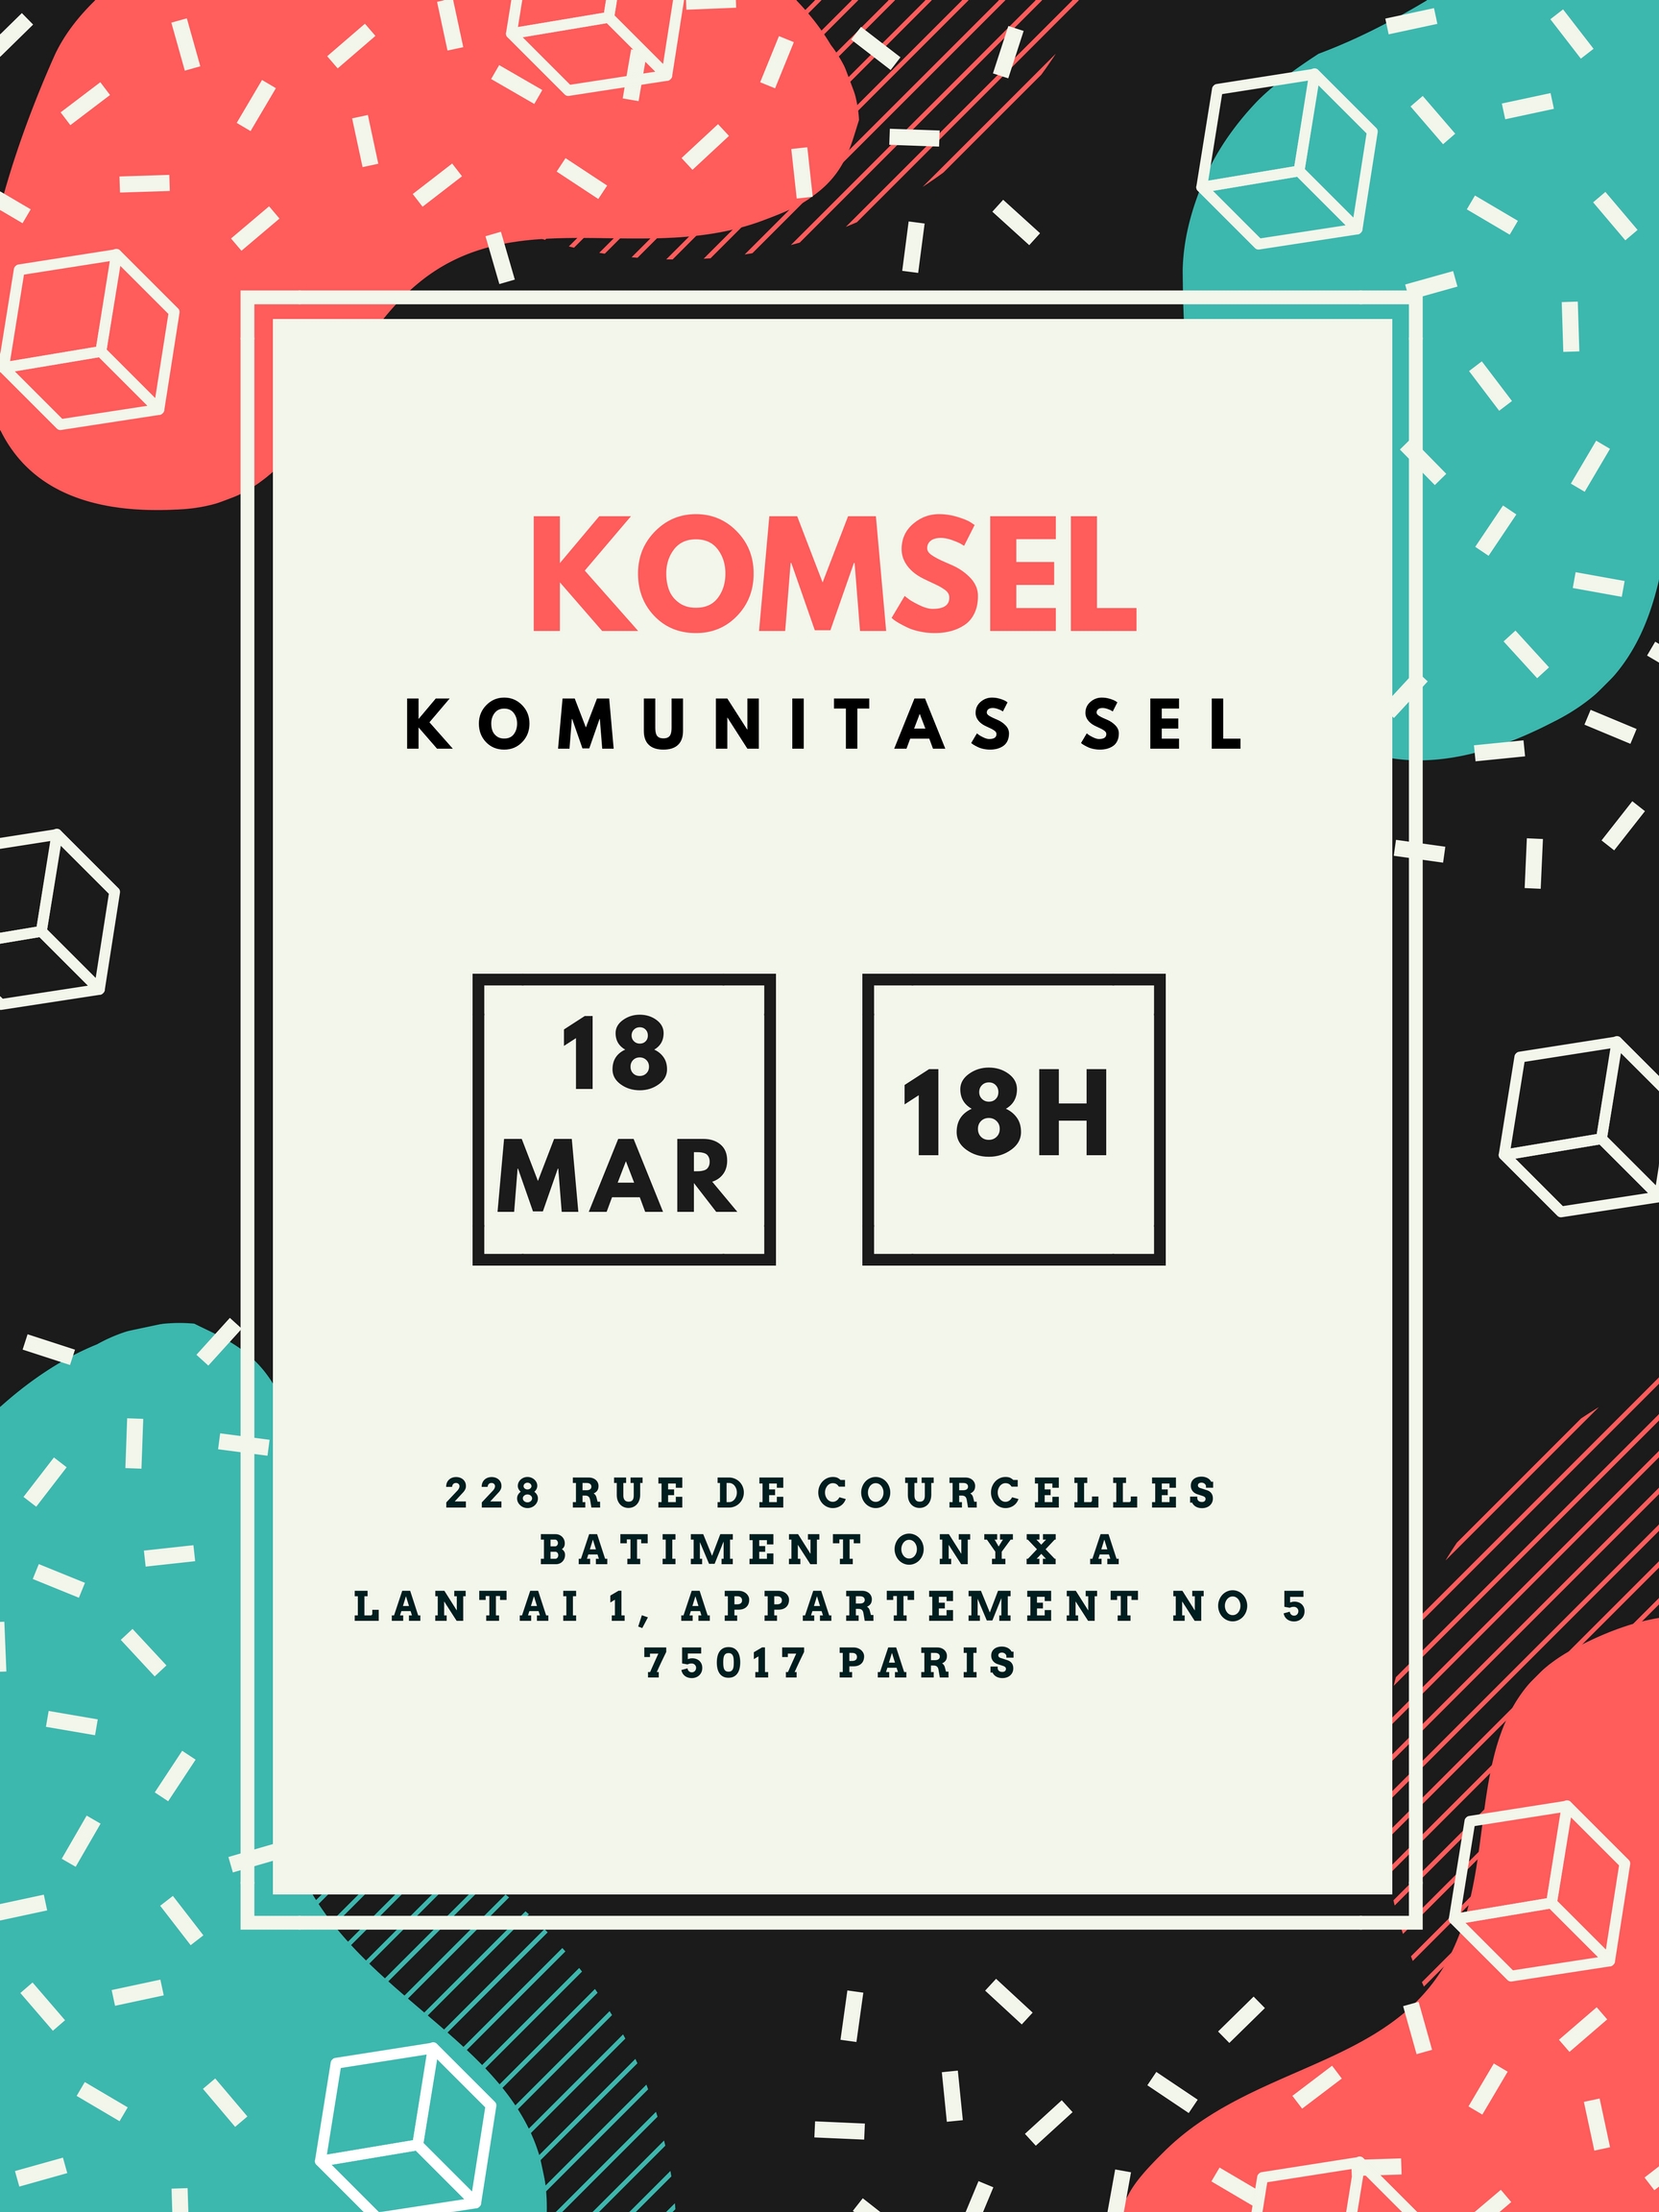 KOMSEL
KOMUNITAS SEL
18
MAR
18H
228 RUE DE COURCELLES
BATIMENT ONYX A
LANTAI 1, APPARTEMENT NO 5
75017 PARIS